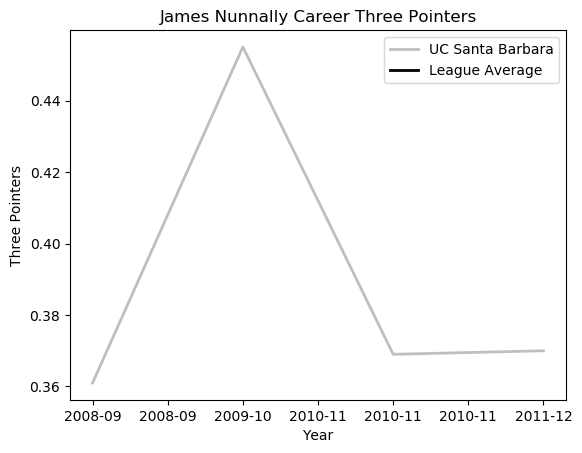 James Nunnally Career Three Pointers
UC Santa Barbara
League Average
Three Pointers
0.44
0.42
0.40
0.38
0.36
2008-09 2008-09 2009-10 2010-11 2010-11 2010-11 2011-12
Year